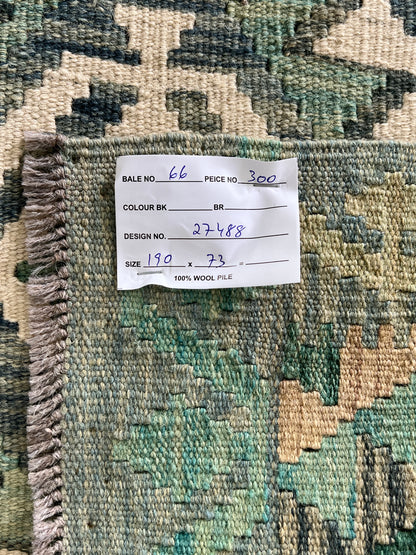 BALE NO. 66 PEICE NO. 300
COLOUR BK. BR.
DESIGN NO. 27488
SIZE 190 x 73 =
100% WOOL PILE